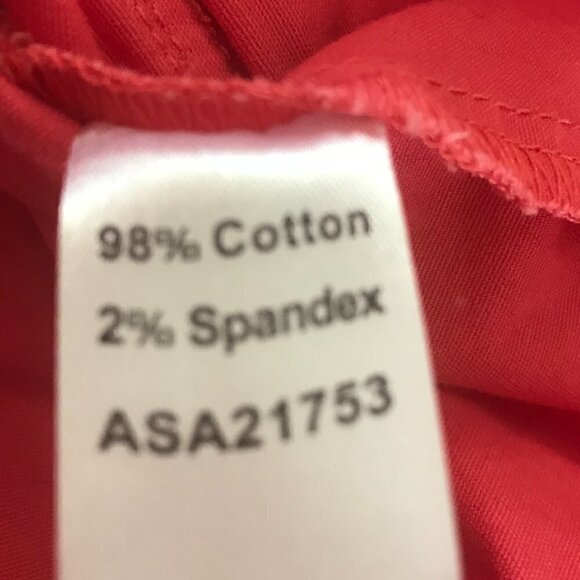 98% Cotton
2% Spandex
ASA21753